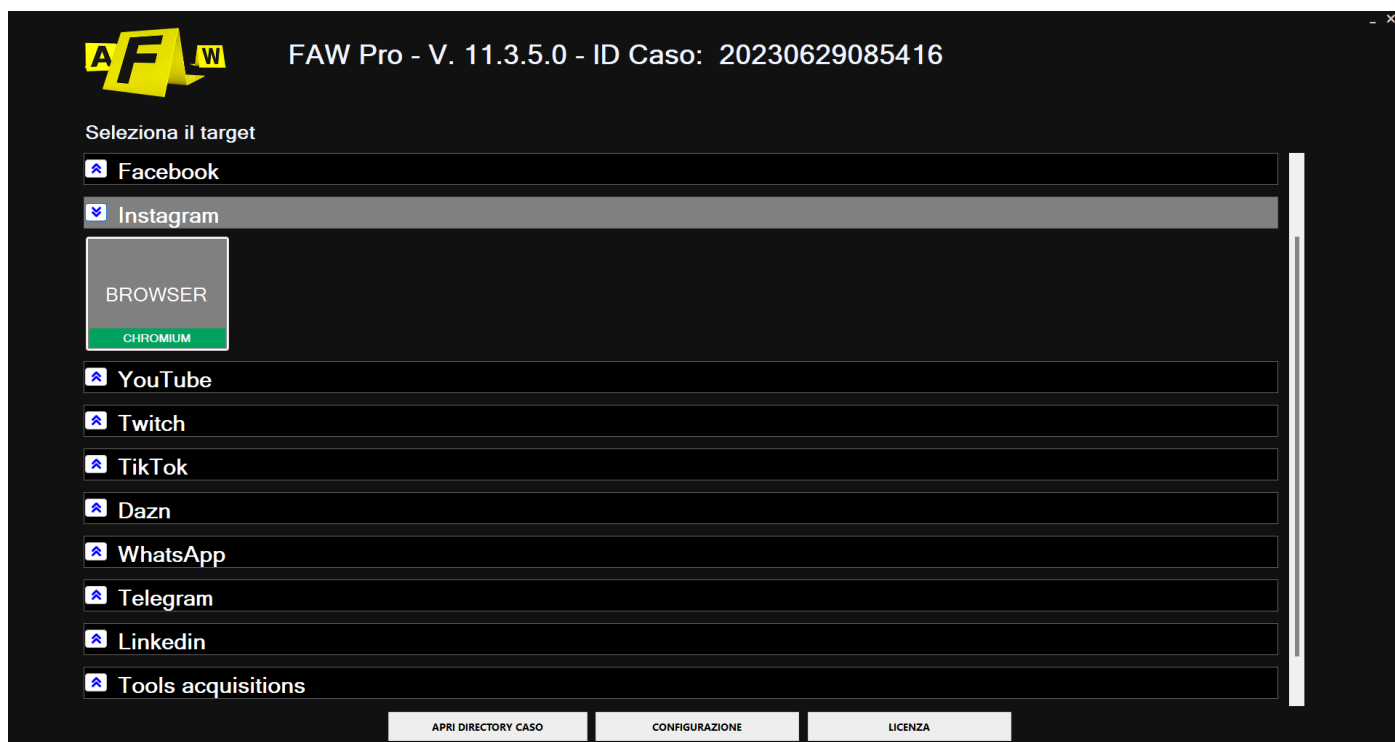 A F W
FAW Pro - V. 11.3.5.0 - ID Caso: 20230629085416
Seleziona il target
Facebook
Instagram
BROWSER
CHROMIUM
YouTube
Twitch
TikTok
Dazn
WhatsApp
Telegram
Linkedin
Tools acquisitions
APRI DIRECTORY CASO CONFIGURAZIONE LICENZA